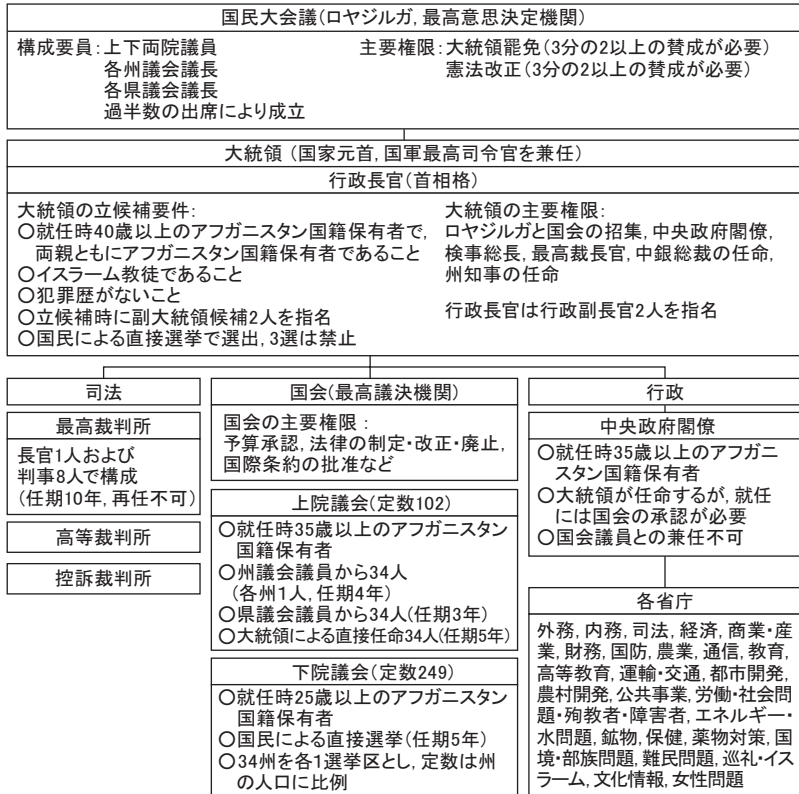 国民大会議(ロヤジルガ, 最高意思決定機関)
構成要員:上下両院議員
各州議会議長
各県議会議長
過半数の出席により成立
主要権限:大統領罷免(3分の2以上の賛成が必要)
憲法改正(3分の2以上の賛成が必要)
大統領 (国家元首, 国軍最高司令官を兼任)
行政長官(首相格)
大統領の立候補要件:
○就任時40歳以上のアフガニスタン国籍保有者で,
両親ともにアフガニスタン国籍保有者であること
○イスラーム教徒であること
○犯罪歴がないこと
○立候補時に副大統領候補2人を指名
○国民による直接選挙で選出, 3選は禁止
大統領の主要権限:
ロヤジルガと国会の招集, 中央政府閣僚,
検事総長, 最高裁長官, 中銀総裁の任命,
州知事の任命
行政長官は行政副長官2人を指名
司法
最高裁判所
長官1人および
判事8人で構成
(任期10年, 再任不可)
高等裁判所
控訴裁判所
国会(最高議決機関)
国会の主要権限 :
予算承認, 法律の制定・改正・廃止,
国際条約の批准など
上院議会(定数102)
○就任時35歳以上のアフガニスタン
国籍保有者
○州議会議員から34人
(各州1人, 任期4年)
○県議会議員から34人(任期3年)
○大統領による直接任命34人(任期5年)
下院議会(定数249)
○就任時25歳以上のアフガニスタン
国籍保有者
○国民による直接選挙(任期5年)
○34州を各1選挙区とし, 定数は州
の人口に比例
行政
中央政府閣僚
○就任時35歳以上のアフガニ
スタン国籍保有者
○大統領が任命するが, 就任
には国会の承認が必要
○国会議員との兼任不可
各省庁
外務, 内務, 司法, 経済, 商業・産
業, 財務, 国防, 農業, 通信, 教育,
高等教育, 運輸・交通, 都市開発,
農村開発, 公共事業, 労働・社会問
題・殉教者・障害者, エネルギー・
水問題, 鉱物, 保健, 薬物対策, 国
境・部族問題, 難民問題, 巡礼・イス
ラーム, 文化情報, 女性問題